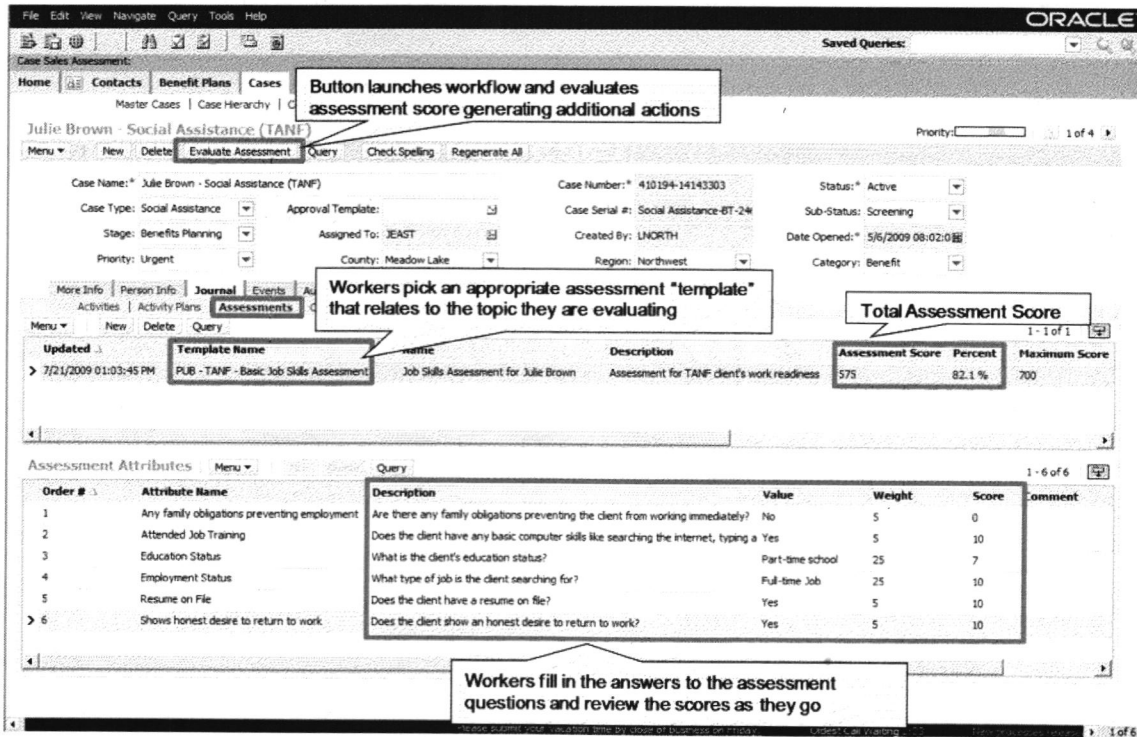 File Edit View Navigate Query Tools Help
ORACLE
Saved Queries:
Case Sales Assessment:
Home Contacts Benefit Plans Cases
Button launches workflow and evaluates
assessment score generating additional actions
Master Cases | Case Hierarchy |
Julie Brown - Social Assistance (TANF)
Priority: 1 of 4
Menu New Delete Evaluate Assessment Query Check Spelling Regenerate All
Case Name:* Julie Brown - Social Assistance (TANF) Case Number:* 410194-14143303 Status:* Active
Case Type: Social Assistance Approval Template: Case Serial #: Social Assistance-BT-24 Sub-Status: Screening
Stage: Benefits Planning Assigned To: JEAST Created By: LNORTH Date Opened:* 5/6/2009 08:02:0
Priority: Urgent County: Meadow Lake Region: Northwest Category: Benefit
More Info Person Info Journal Events Au
Workers pick an appropriate assessment "template"
that relates to the topic they are evaluating
Activities | Activity Plans Assessments
Total Assessment Score
Menu New Delete Query 1 - 1 of 1
Updated Template Name Name Description Assessment Score Percent Maximum Score
7/21/2009 01:03:45 PM PUB - TANF - Basic Job Skills Assessment Job Skills Assessment for Julie Brown Assessment for TANF client's work readiness 575 82.1 % 700
Assessment Attributes Menu Query 1 - 6 of 6
Order # Attribute Name Description Value Weight Score Comment
1 Any family obligations preventing employment Are there any family obligations preventing the client from working immediately? No 5 0
2 Attended Job Training Does the client have any basic computer skills like searching the internet, typing a Yes 5 10
3 Education Status What is the client's education status? Part-time school 25 7
4 Employment Status What type of job is the client searching for? Full-time Job 25 10
5 Resume on File Does the client have a resume on file? Yes 5 10
6 Shows honest desire to return to work Does the client show an honest desire to return to work? Yes 5 10
Workers fill in the answers to the assessment
questions and review the scores as they go
Please submit your vacation time by close of business on Friday. Oldest Call Waiting 1 of 6